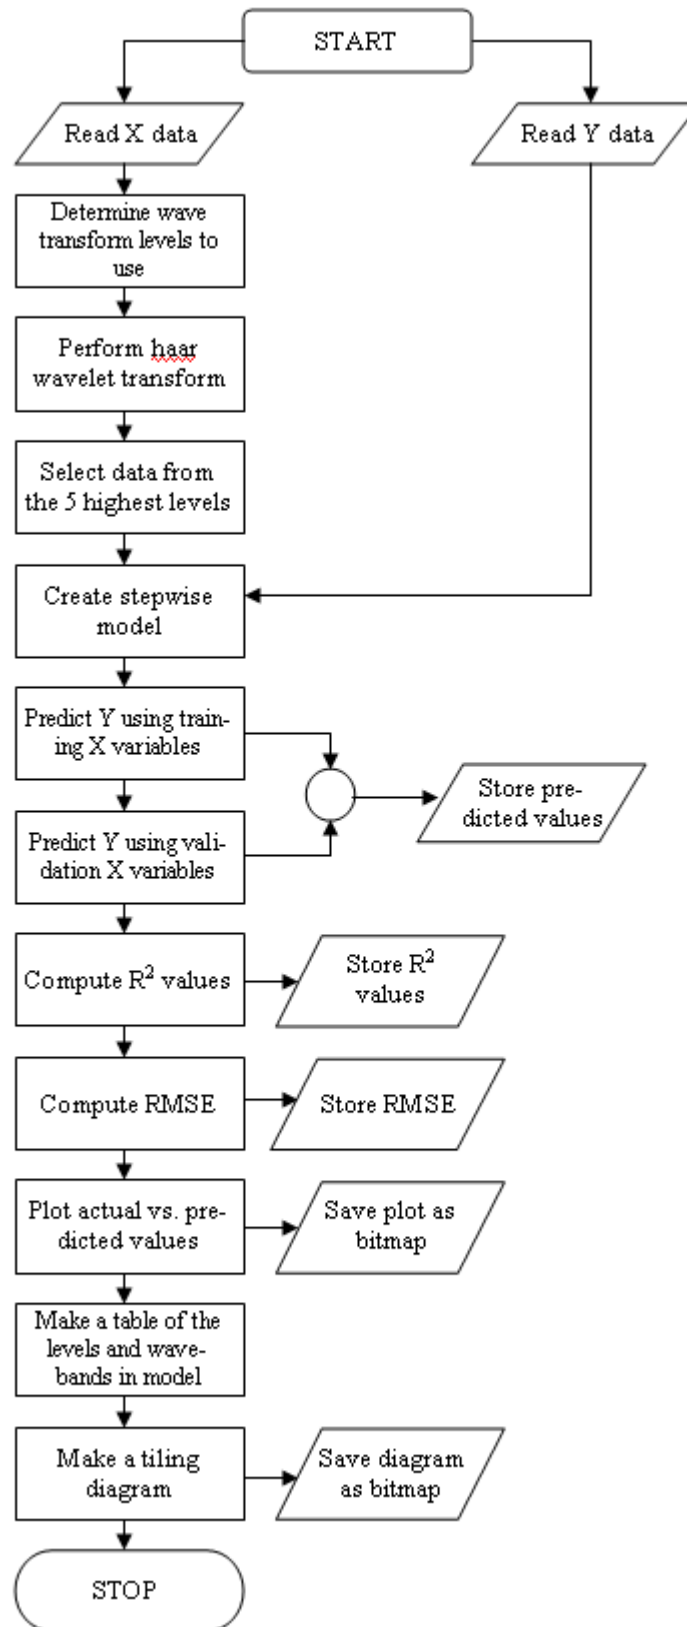 START
Read X data
Read Y data
Determine wave
transform levels to
use
Perform haar
wavelet transform
Select data from
the 5 highest levels
Create stepwise
model
Predict Y using train-
ing X variables
Store pre-
dicted values
Predict Y using vali-
dation X variables
Compute R² values
Store R²
values
Compute RMSE
Store RMSE
Plot actual vs. pre-
dicted values
Save plot as
bitmap
Make a table of the
levels and wave-
bands in model
Make a tiling
diagram
Save diagram
as bitmap
STOP